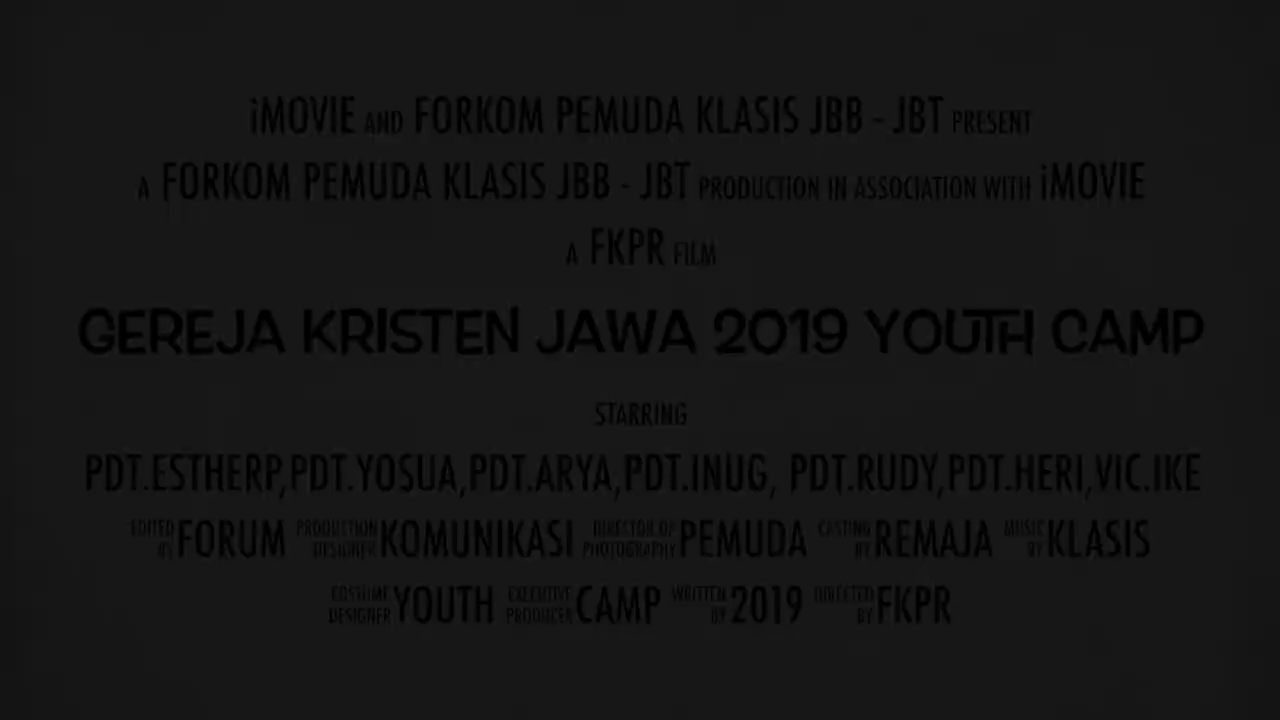 iMOVIE AND FORKOM PEMUDA KLASIS JBB - JBT PRESENT
A FORKOM PEMUDA KLASIS JBB - JBT PRODUCTION IN ASSOCIATION WITH iMOVIE
A FKPR FILM
GEREJA KRISTEN JAWA 2019 YOUTH CAMP
STARRING
PDT.ESTHERP,PDT.YOSUA,PDT.ARYA,PDT.INUG, PDT.RUDY,PDT.HERI,VIC.IKE
EDITED BY FORUM PRODUCTION DESIGNER KOMUNIKASI DIRECTOR OF PHOTOGRAPHY PEMUDA CASTING BY REMAJA MUSIC BY KLASIS
COSTUME DESIGNER YOUTH EXECUTIVE PRODUCER CAMP WRITTEN BY 2019 DIRECTED BY FKPR